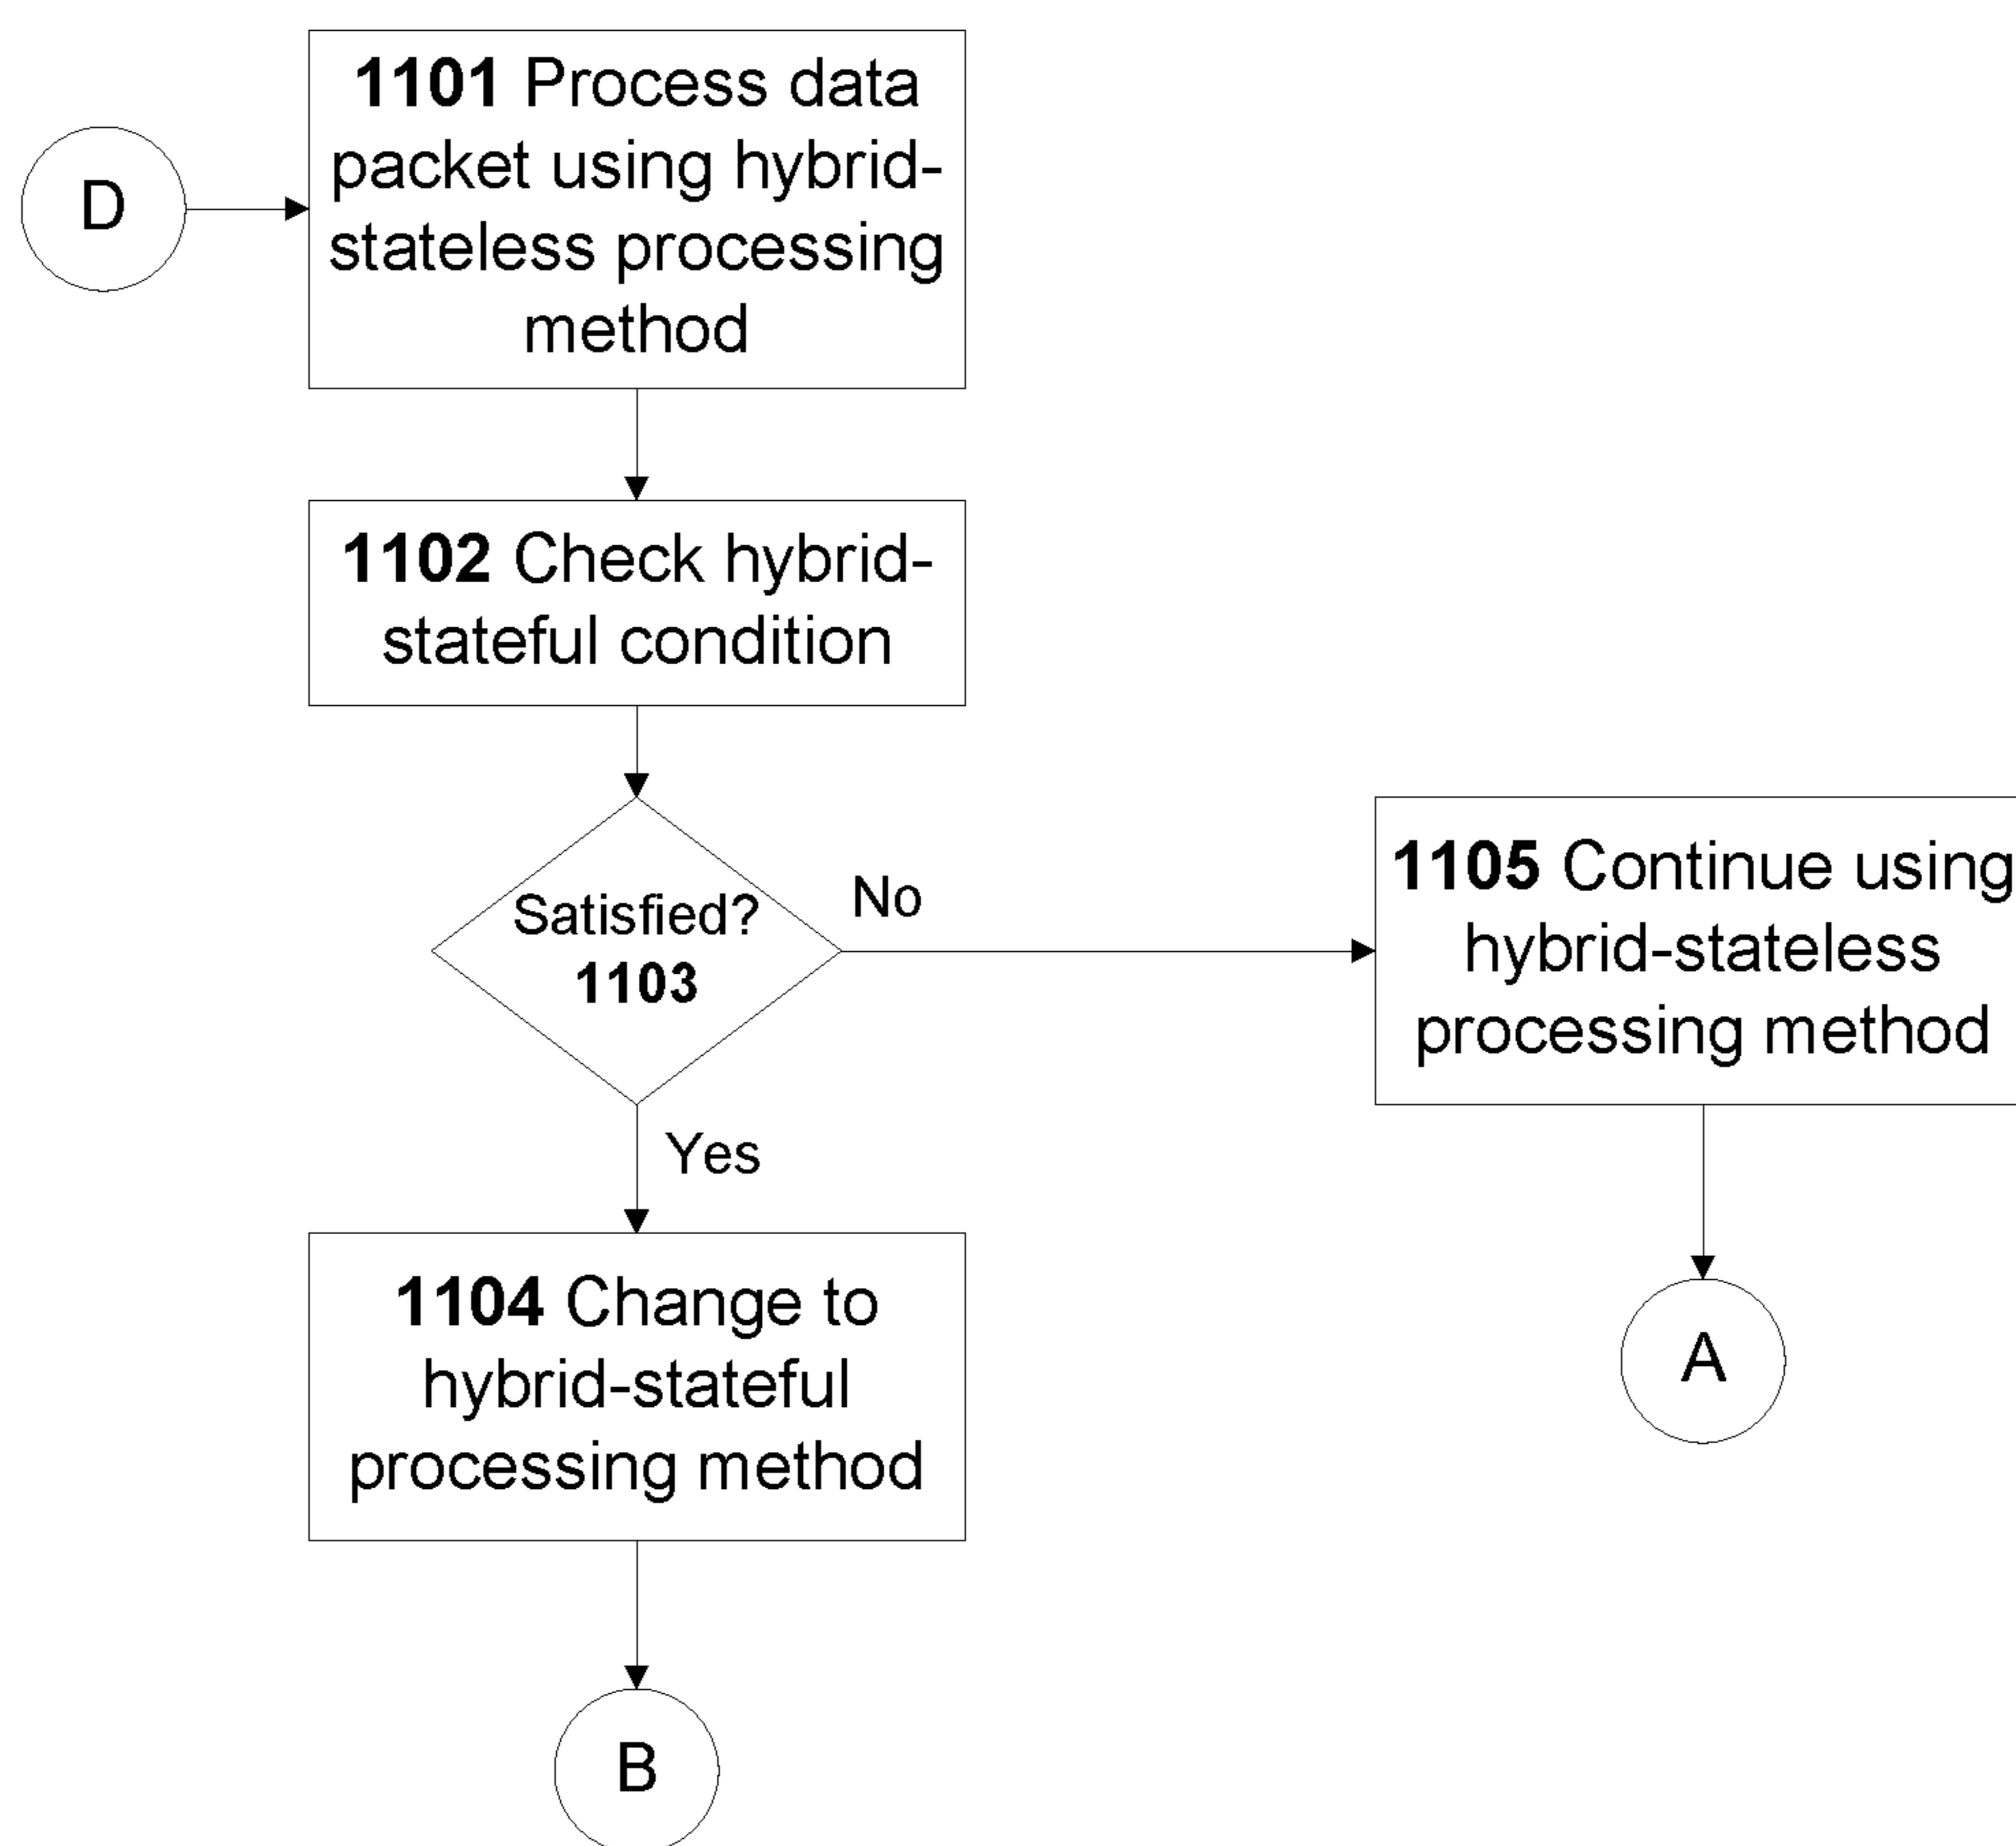 D
1101 Process data
packet using hybrid-
stateless processing
method
1102 Check hybrid-
stateful condition
Satisfied?
1103
No
1105 Continue using
hybrid-stateless
processing method
Yes
1104 Change to
hybrid-stateful
processing method
A
B